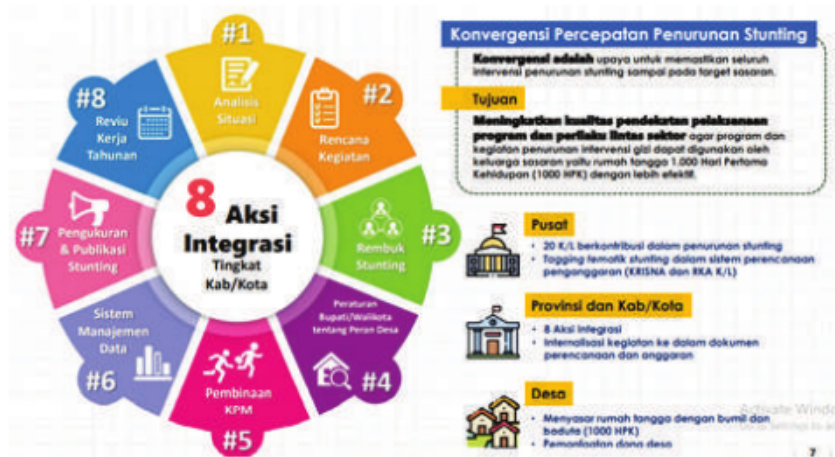 #1
Analisis
Situasi
#2
Rencana
Kegiatan
#3
Rembuk
Stunting
#4
Peraturan
Bupati/Walikota
tentang Peran Desa
#5
Pembinaan
KPM
#6
Sistem
Manajemen
Data
#7
Pengukuran
& Publikasi
Stunting
#8
Reviu
Kerja
Tahunan
8 Aksi
Integrasi
Tingkat
Kab/Kota
Konvergensi Percepatan Penurunan Stunting
Konvergensi adalah upaya untuk memastikan seluruh
intervensi penurunan stunting sampai pada target sasaran.
Tujuan
Meningkatkan kualitas pendekatan pelaksanaan
program dan perilaku lintas sektor agar program dan
kegiatan penurunan intervensi gizi dapat digunakan oleh
keluarga sasaran yaitu rumah tangga 1.000 Hari Pertama
Kehidupan (1000 HPK) dengan lebih efektif.
Pusat
• 20 K/L berkontribusi dalam penurunan stunting
• Tagging tematik stunting dalam sistem perencanaan
penganggaran (KRISNA dan RKA K/L)
Provinsi dan Kab/Kota
• 8 Aksi integrasi
• Internalisasi kegiatan ke dalam dokumen
perencanaan dan anggaran
Desa
• Menyasar rumah tangga dengan bumil dan
baduta (1000 HPK)
• Pemanfaatan dana desa
Activate Windo
7